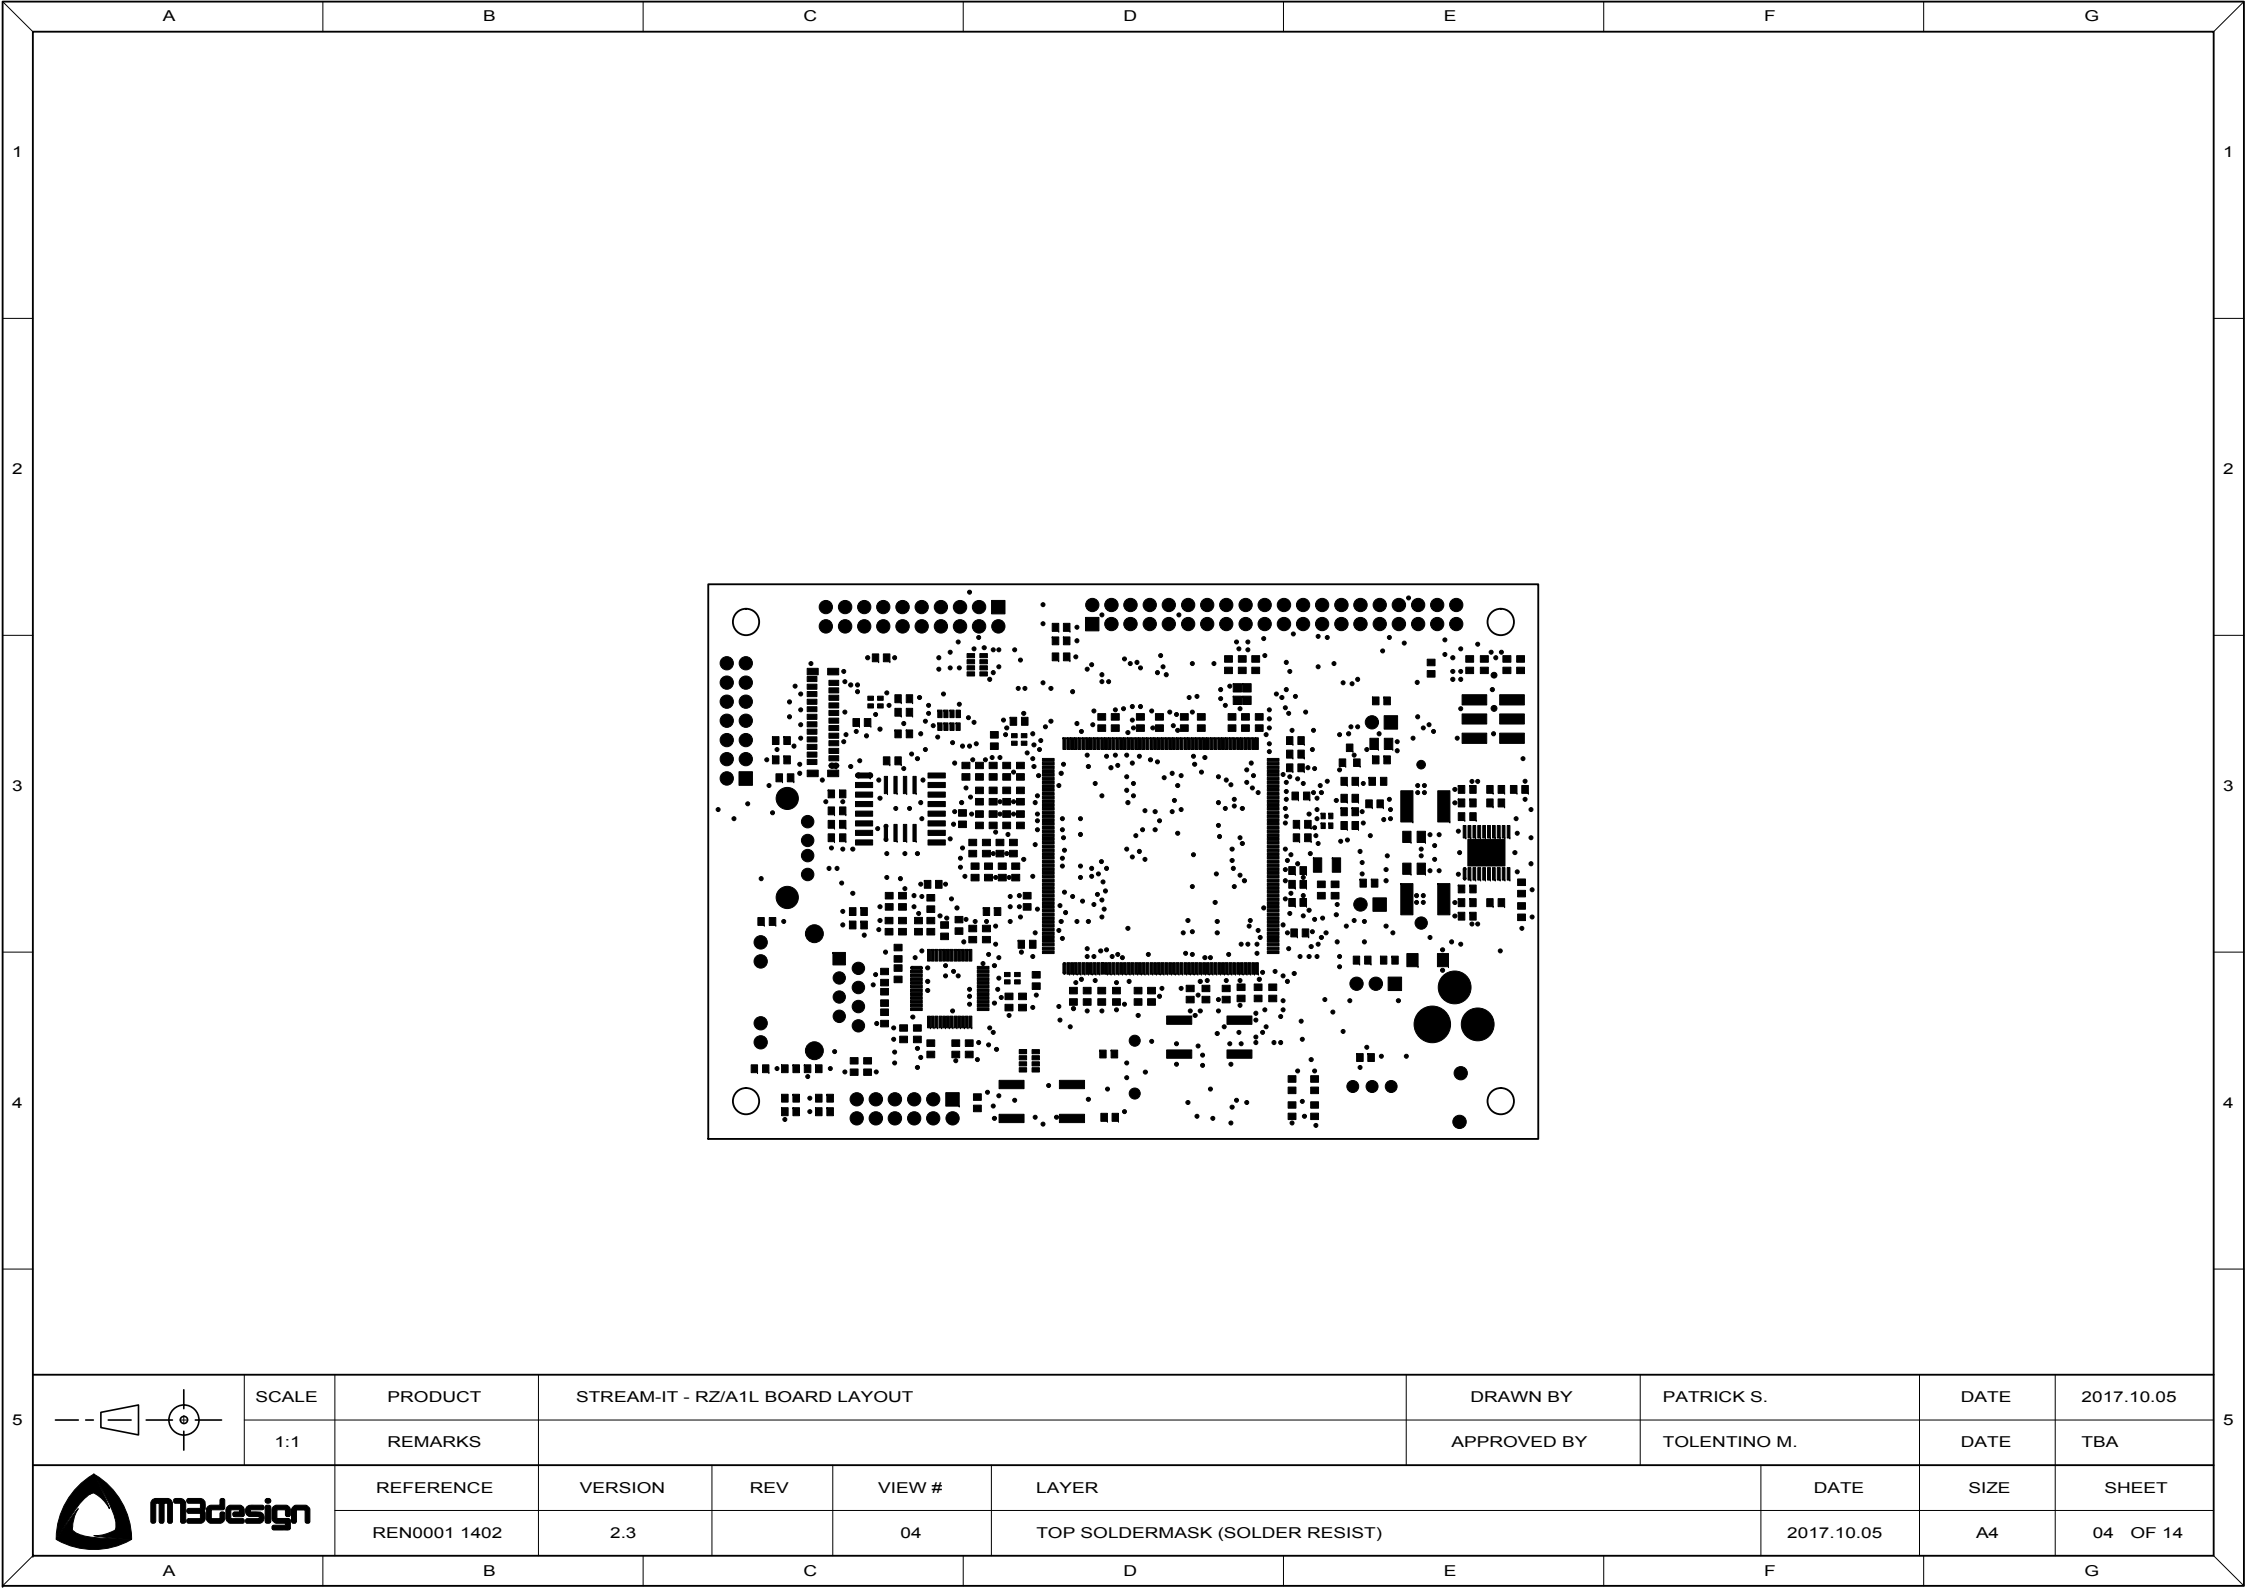 A B C D E F G
1 1
2 2
3 3
4 4
5 5
SCALE PRODUCT STREAM-IT - RZ/A1L BOARD LAYOUT DRAWN BY PATRICK S. DATE 2017.10.05
1:1 REMARKS APPROVED BY TOLENTINO M. DATE TBA
M13design
REFERENCE VERSION REV VIEW # LAYER DATE SIZE SHEET
REN0001 1402 2.3 04 TOP SOLDERMASK (SOLDER RESIST) 2017.10.05 A4 04 OF 14
A B C D E F G